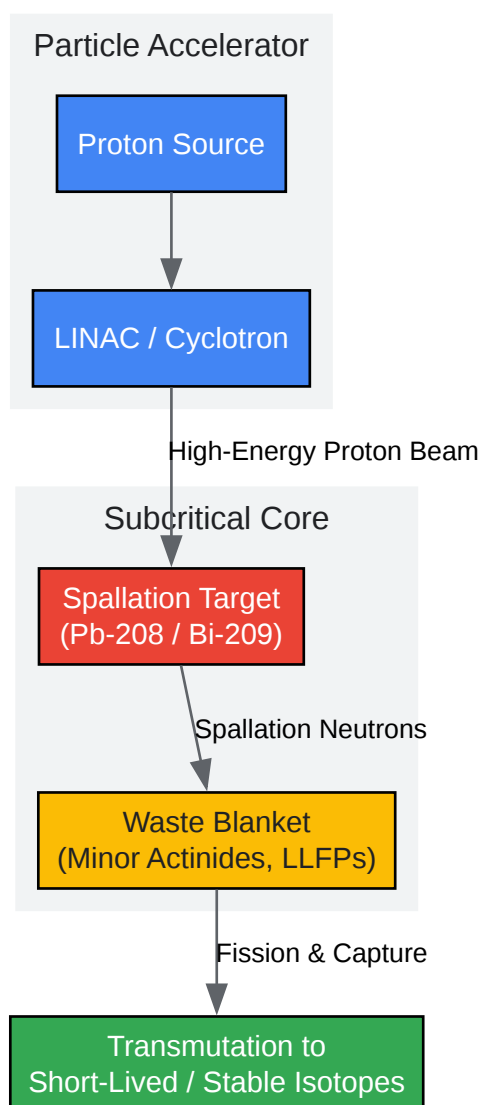 Particle Accelerator
Proton Source
LINAC / Cyclotron
High-Energy Proton Beam
Subcritical Core
Spallation Target
(Pb-208 / Bi-209)
Spallation Neutrons
Waste Blanket
(Minor Actinides, LLFPs)
Fission & Capture
Transmutation to
Short-Lived / Stable Isotopes